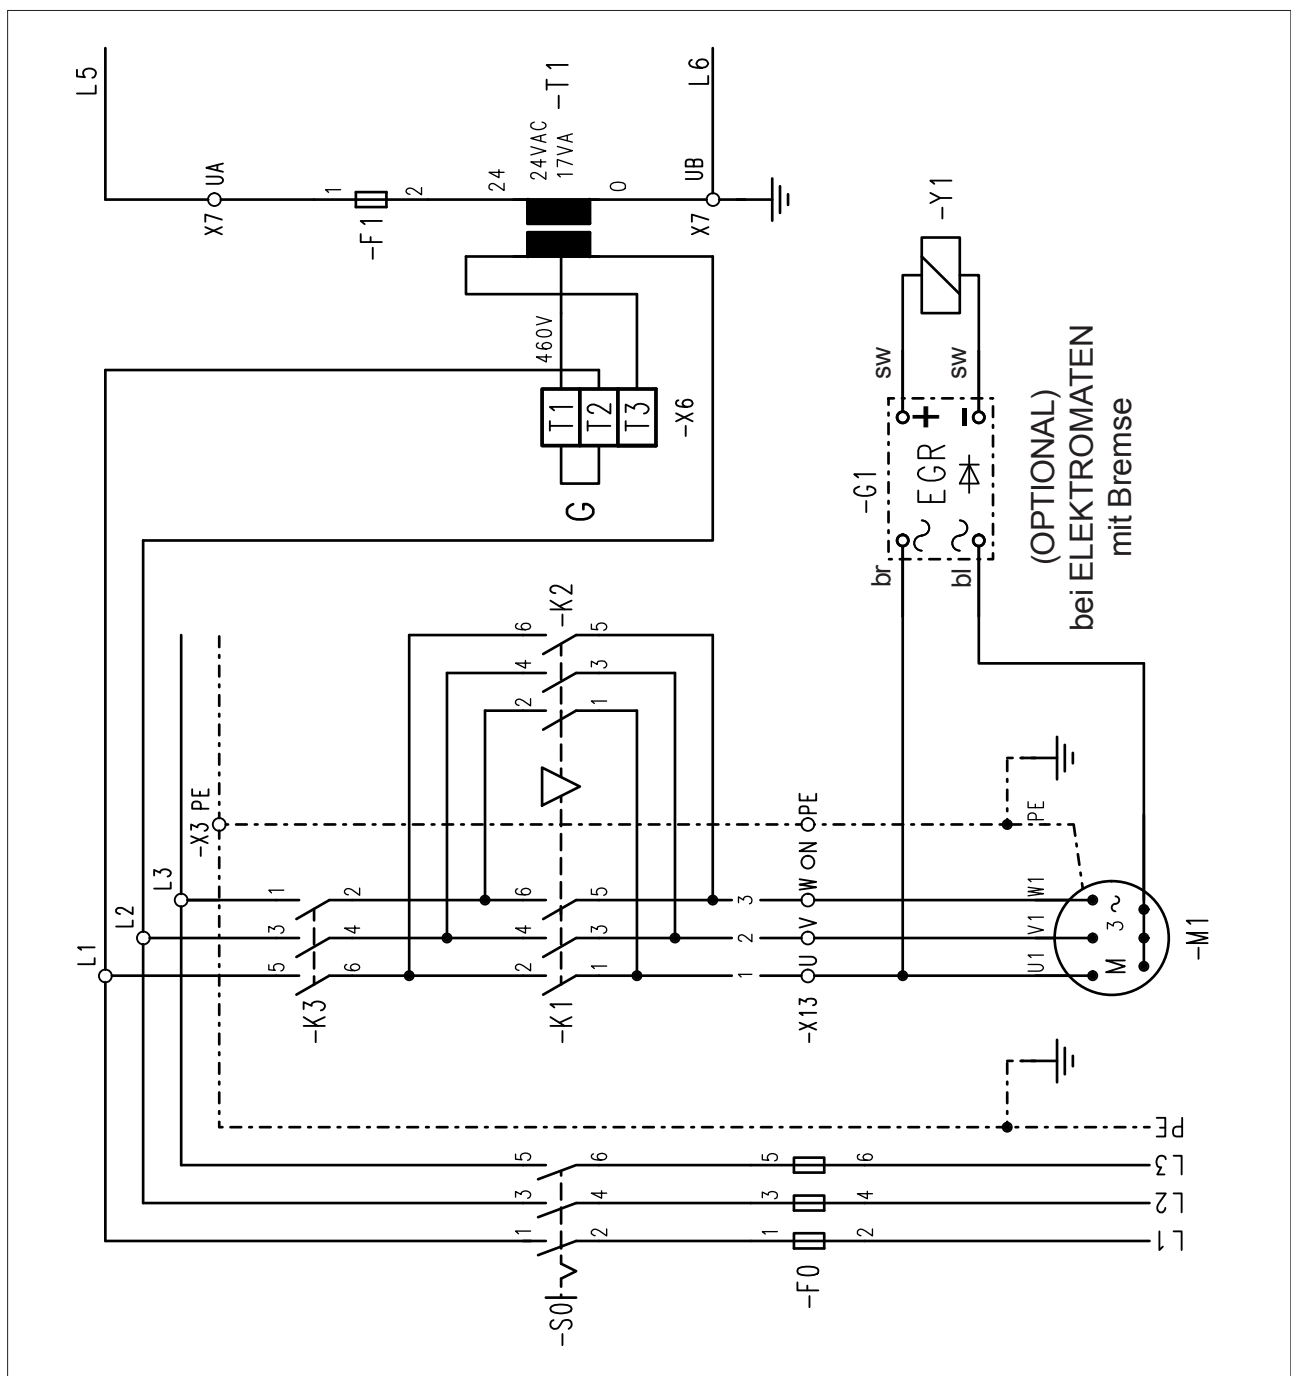 L5
X7
UA
1
-F1
2
24
24VAC
17VA
-T1
0
X7
UB
L6
460V
T1
T2
T3
-X6
G
-Y1
sw
sw
+
-
-G1
EGR
br
bl
(OPTIONAL)
bei ELEKTROMATEN
mit Bremse
L1
L2
L3
-X3 PE
5
3
1
6
4
2
-K3
2
4
6
1
3
5
-K1
2
4
6
1
3
5
-K2
1
2
3
-X13
U
V
W
N
PE
U1
V1
W1
PE
M
3 ~
-M1
-S0
1
3
5
2
4
6
-F0
1
3
5
2
4
6
L1
L2
L3
PE